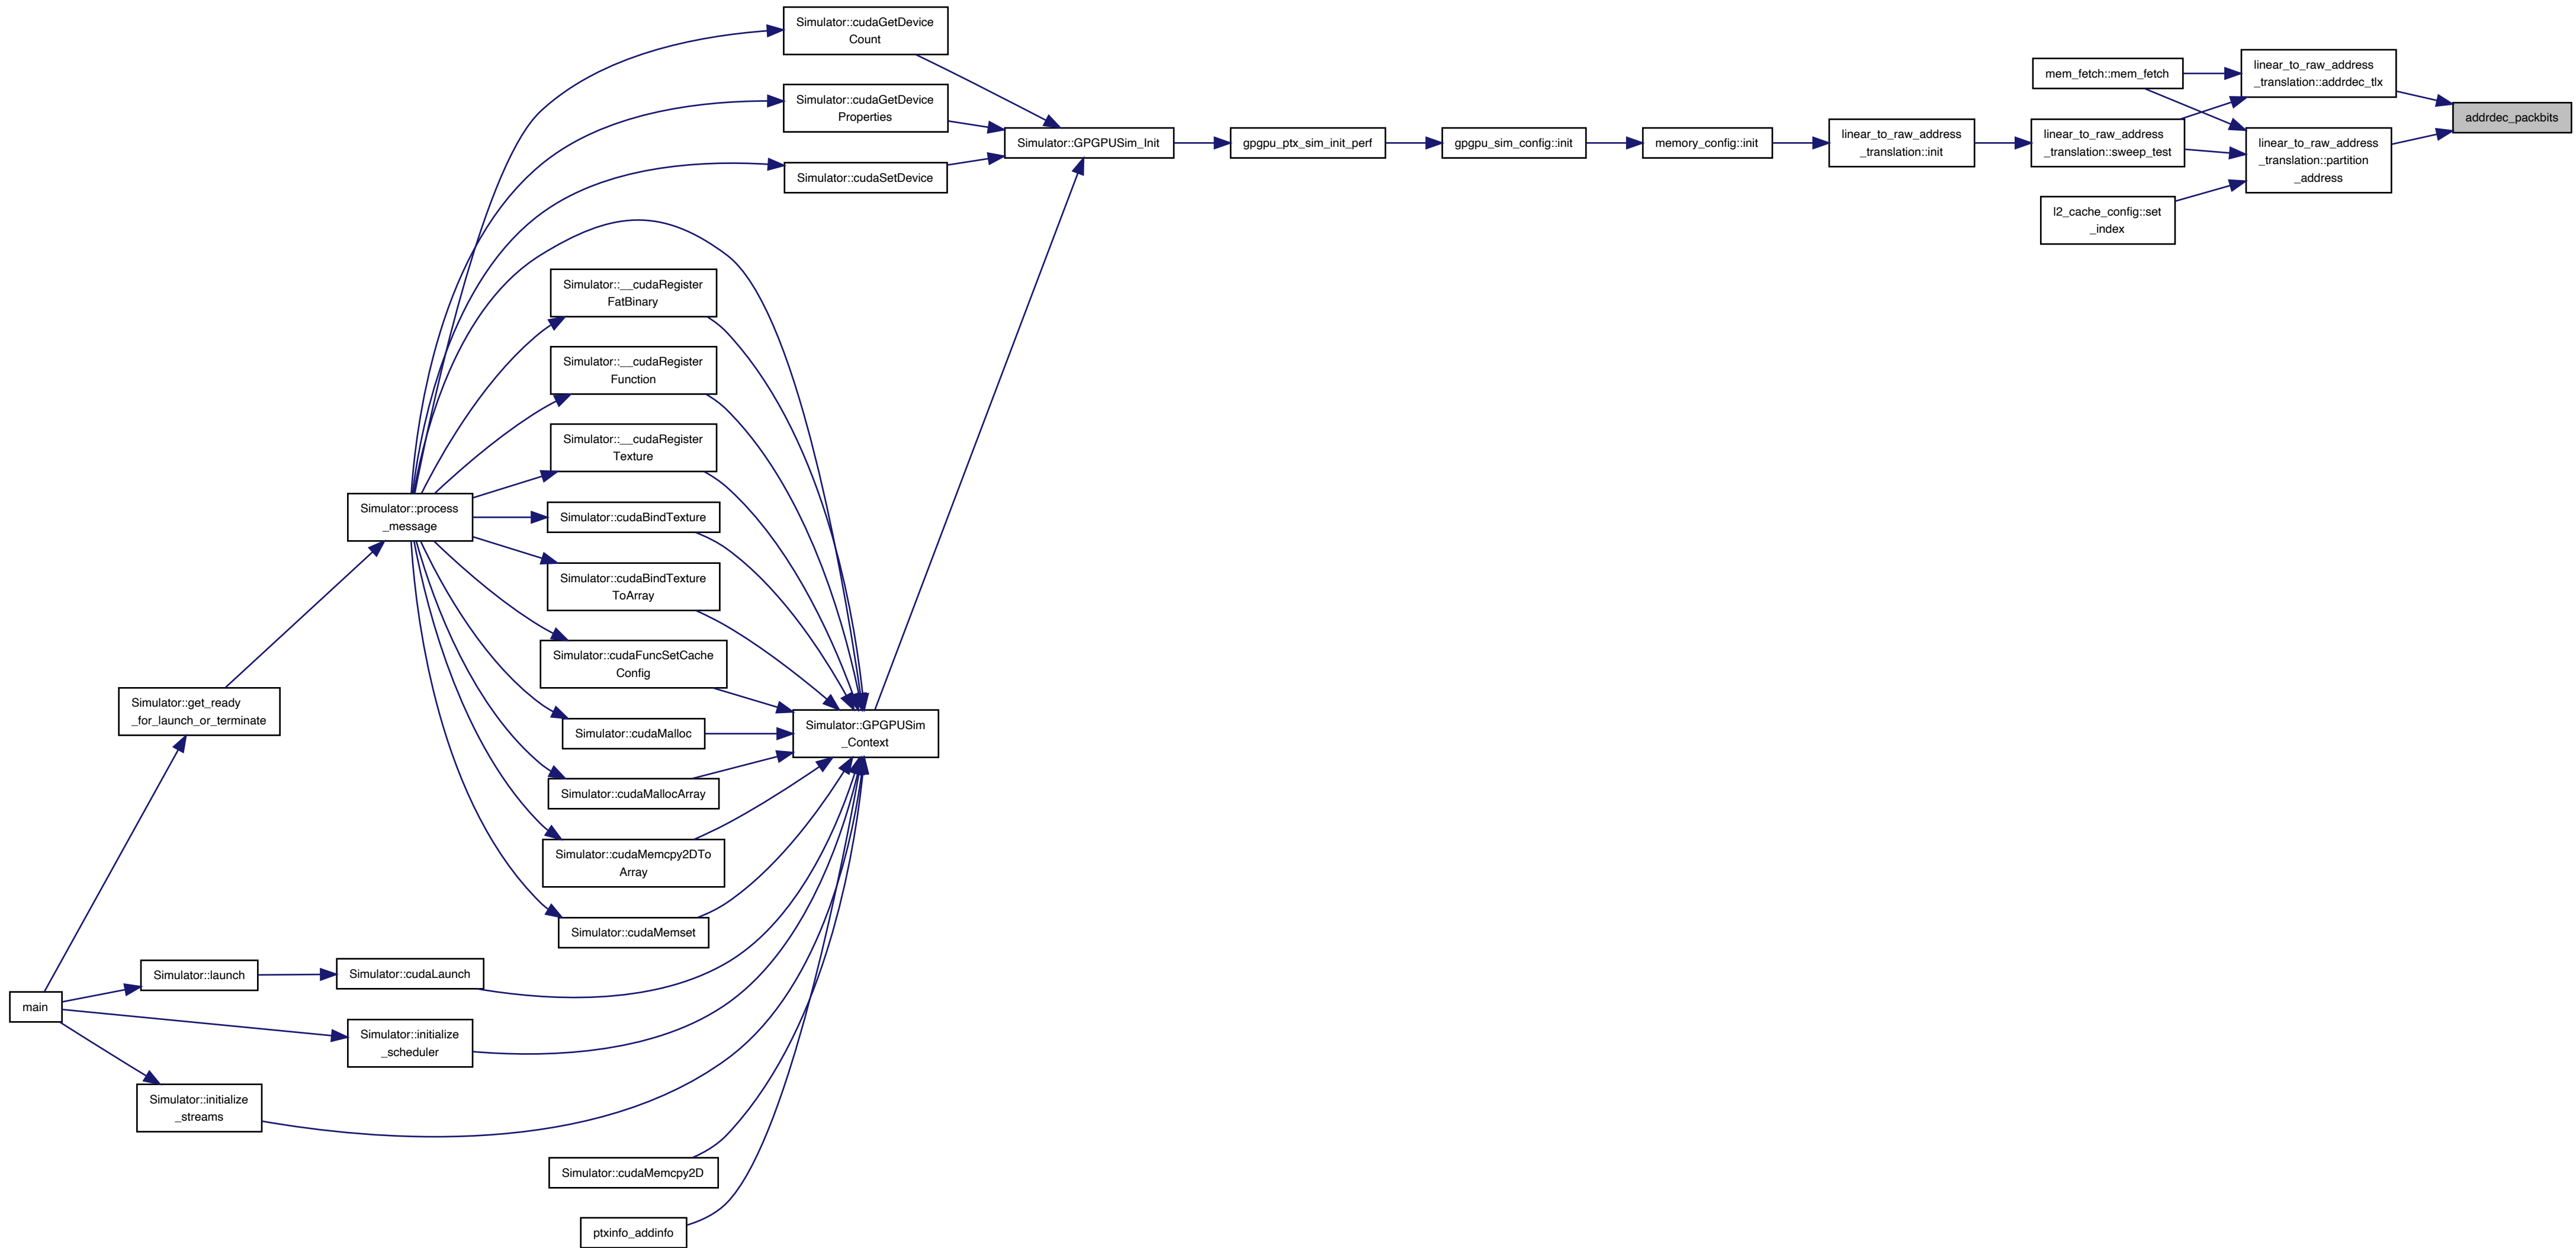 Simulator::cudaGetDevice
Count
Simulator::cudaGetDevice
Properties
Simulator::cudaSetDevice
Simulator::GPGPUSim_Init
gpgpu_ptx_sim_init_perf
gpgpu_sim_config::init
memory_config::init
linear_to_raw_address
_translation::init
mem_fetch::mem_fetch
linear_to_raw_address
_translation::sweep_test
l2_cache_config::set
_index
linear_to_raw_address
_translation::addrdec_tlx
linear_to_raw_address
_translation::partition
_address
addrdec_packbits
Simulator::__cudaRegister
FatBinary
Simulator::__cudaRegister
Function
Simulator::__cudaRegister
Texture
Simulator::process
_message
Simulator::cudaBindTexture
Simulator::cudaBindTexture
ToArray
Simulator::cudaFuncSetCache
Config
Simulator::get_ready
_for_launch_or_terminate
Simulator::cudaMalloc
Simulator::GPGPUSim
_Context
Simulator::cudaMallocArray
Simulator::cudaMemcpy2DTo
Array
Simulator::cudaMemset
Simulator::launch
Simulator::cudaLaunch
main
Simulator::initialize
_scheduler
Simulator::initialize
_streams
Simulator::cudaMemcpy2D
ptxinfo_addinfo